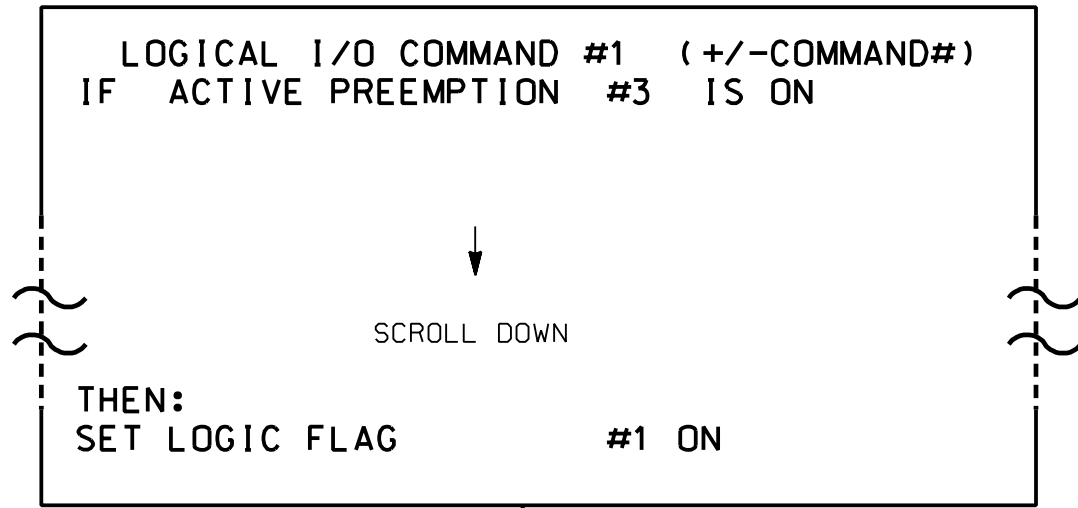 LOGICAL I/O COMMAND #1 (+/-COMMAND#)
IF ACTIVE PREEMPTION #3 IS ON
SCROLL DOWN
THEN:
SET LOGIC FLAG #1 ON